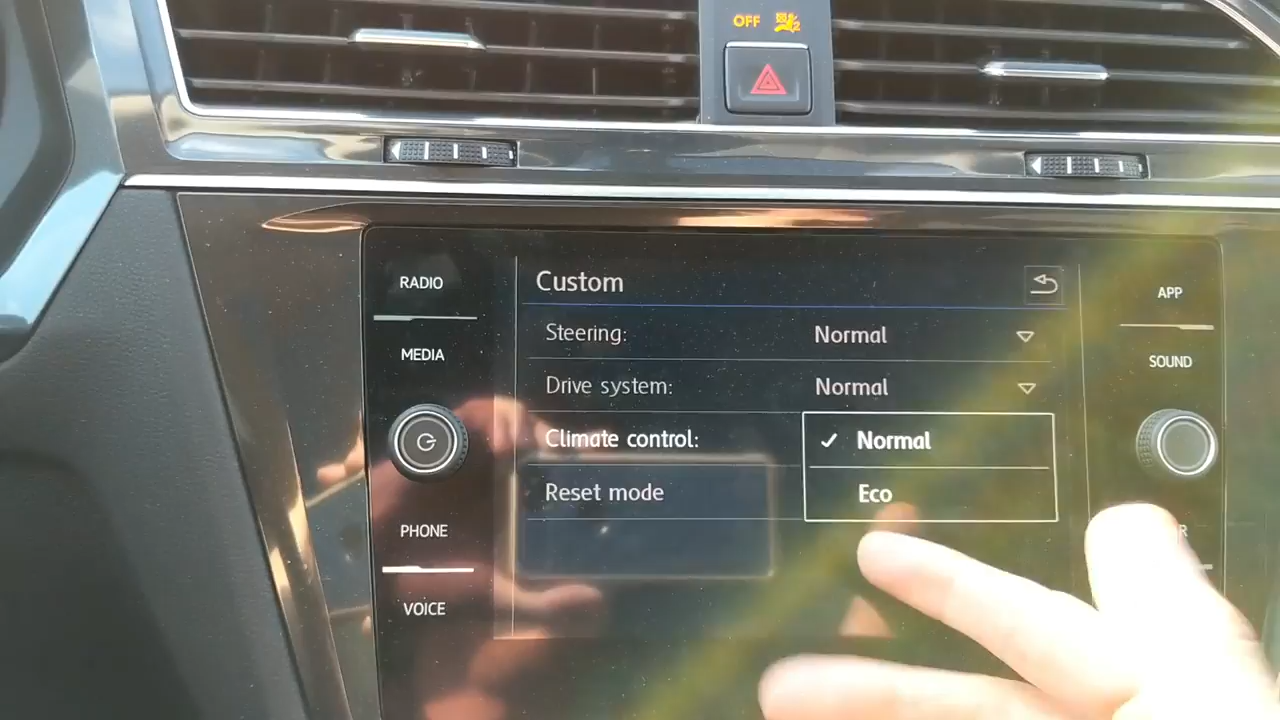 OFF
RADIO
MEDIA
PHONE
VOICE
Custom
Steering: Normal
Drive system: Normal
Climate control: Normal
Reset mode Eco
APP
SOUND